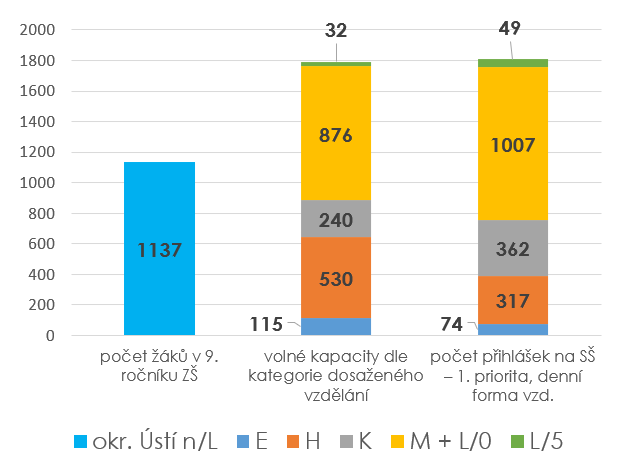 2000
1800
1600
1400
1200
1000
800
600
400
200
0
1137
32
876
240
530
115
49
1007
362
317
74
počet žáků v 9.
ročníku ZŠ
volné kapacity dle
kategorie dosaženého
vzdělání
počet přihlášek na SŠ
– 1. priorita, denní
forma vzd.
okr. Ústí n/L E H K M + L/0 L/5